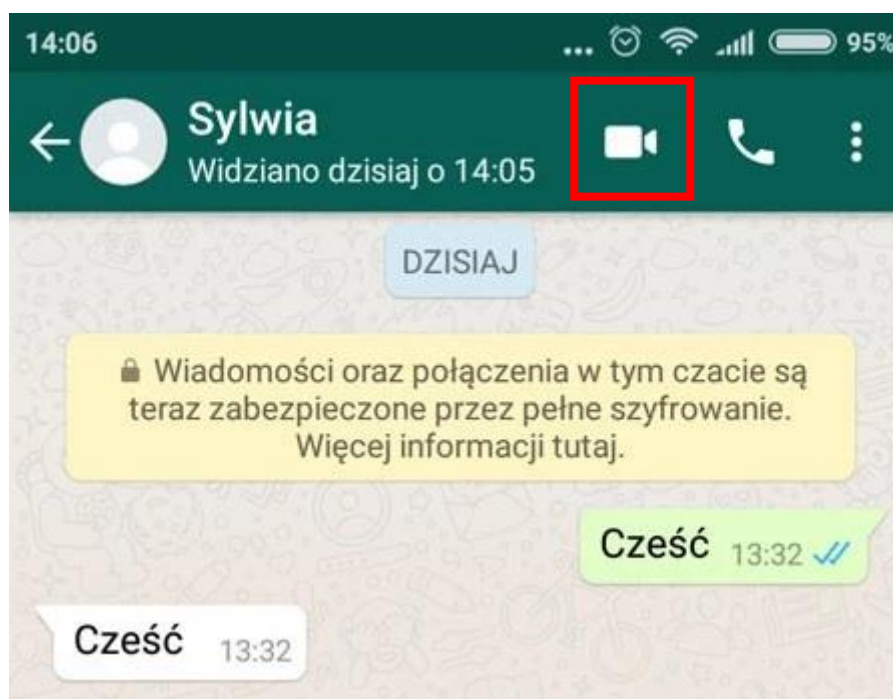 14:06 ... 95%
Sylwia
Widziano dzisiaj o 14:05
DZISIAJ
Wiadomości oraz połączenia w tym czacie są
teraz zabezpieczone przez pełne szyfrowanie.
Więcej informacji tutaj.
Cześć 13:32
Cześć 13:32